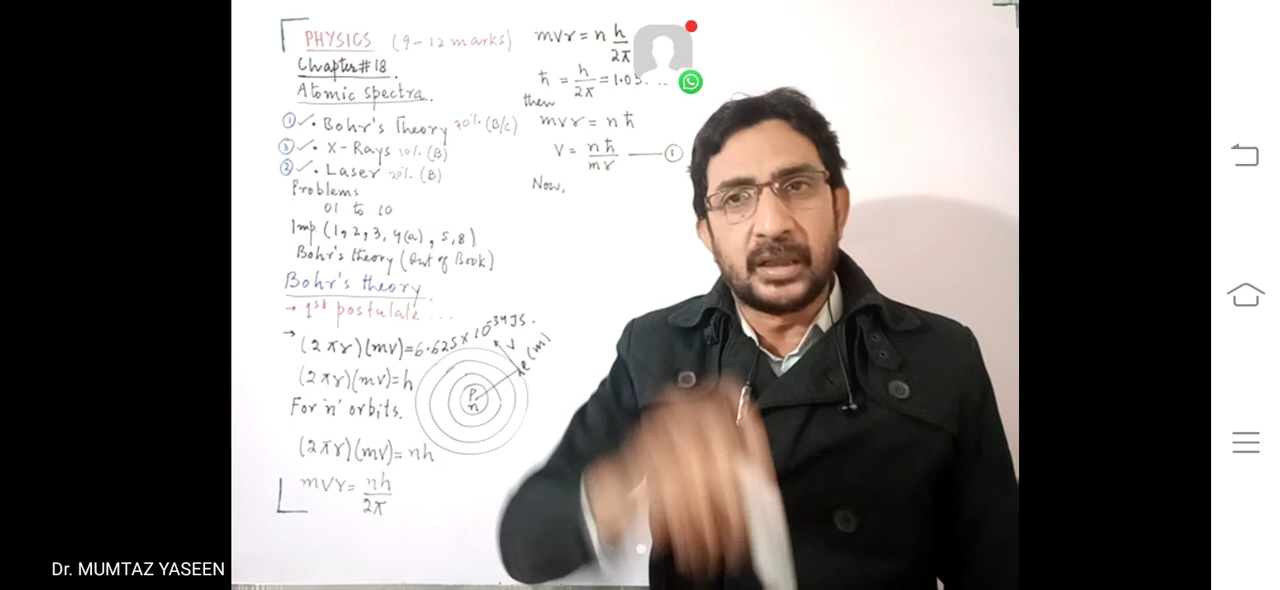 PHYSICS (9-12 marks)
Chapter#18.
Atomic spectra.
① ✓. Bohr's Theory 70% (B/C)
③ ✓. X-Rays 10% (B)
② ✓. Laser 20% (B)
Problems
01 to 10
Imp. (1, 2, 3, 4(a), 5, 8)
Bohr's theory (Out of Book)
Bohr's theory.
→ 1st postulate ...
→ (2πr)(mv)=6.625×10⁻³⁴JS.
(2πr)(mv)=h
For 'n' orbits.
(2πr)(mv)=nh
mvr= nh/2π
P
n
e(m)
V
mvr = n h/2π
ħ = h/2π = 1.05. ..
then
mvr = nħ
V = nħ/mr —①
Now,
Dr. MUMTAZ YASEEN